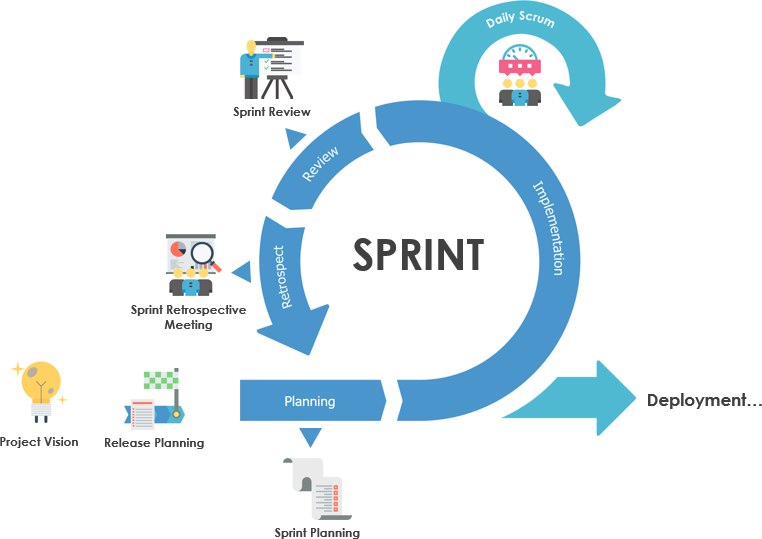 Daily Scrum
Sprint Review
Review
Implementation
SPRINT
Retrospect
Sprint Retrospective
Meeting
Planning
Deployment...
Project Vision
Release Planning
Sprint Planning